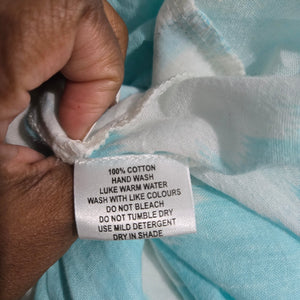 100% COTTON
HAND WASH
LUKE WARM WATER
WASH WITH LIKE COLOURS
DO NOT BLEACH
DO NOT TUMBLE DRY
USE MILD DETERGENT
DRY IN SHADE